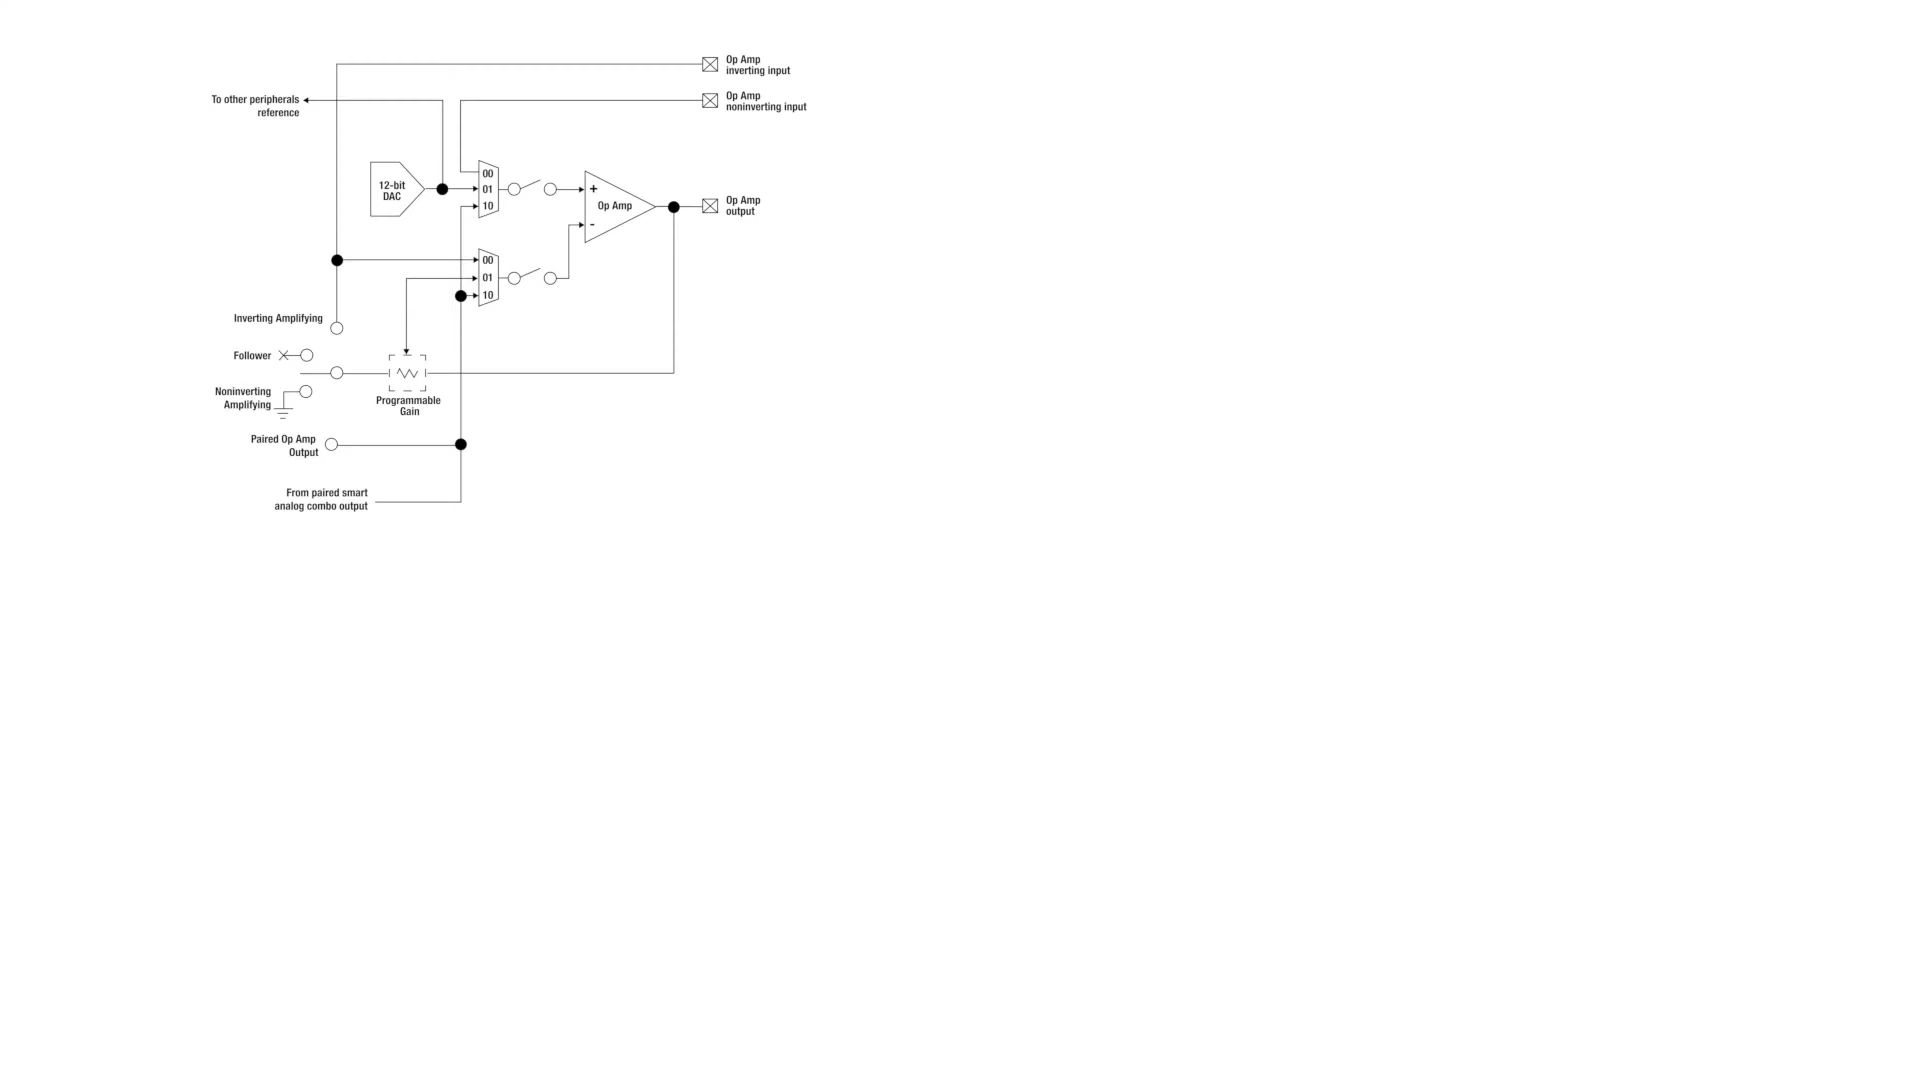 Op Amp
inverting input
To other peripherals
reference
Op Amp
noninverting input
12-bit
DAC
00
01
10
+
-
Op Amp
Op Amp
output
00
01
10
Inverting Amplifying
Follower
Noninverting
Amplifying
Programmable
Gain
Paired Op Amp
Output
From paired smart
analog combo output